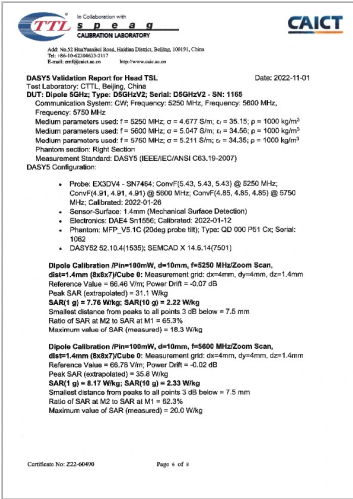 TTL
In Collaboration with
s p e a g
CALIBRATION LABORATORY
CAICT
Add: No.52 HuaYuanBei Road, Haidian District, Beijing, 100191, China
Tel: +86-10-62304633-2117
E-mail: cttl@caict.ac.cn http://www.caict.ac.cn
DASY5 Validation Report for Head TSL Date: 2022-11-01
Test Laboratory: CTTL, Beijing, China
DUT: Dipole 5GHz; Type: D5GHzV2; Serial: D5GHzV2 - SN: 1165
Communication System: CW; Frequency: 5250 MHz, Frequency: 5600 MHz,
Frequency: 5750 MHz
Medium parameters used: f = 5250 MHz; σ = 4.677 S/m; εr = 35.15; ρ = 1000 kg/m³
Medium parameters used: f = 5600 MHz; σ = 5.047 S/m; εr = 34.56; ρ = 1000 kg/m³
Medium parameters used: f = 5750 MHz; σ = 5.211 S/m; εr = 34.35; ρ = 1000 kg/m³
Phantom section: Right Section
Measurement Standard: DASY5 (IEEE/IEC/ANSI C63.19-2007)
DASY5 Configuration:
• Probe: EX3DV4 - SN7464; ConvF(5.43, 5.43, 5.43) @ 5250 MHz;
ConvF(4.91, 4.91, 4.91) @ 5600 MHz; ConvF(4.85, 4.85, 4.85) @ 5750
MHz; Calibrated: 2022-01-26
• Sensor-Surface: 1.4mm (Mechanical Surface Detection)
• Electronics: DAE4 Sn1556; Calibrated: 2022-01-12
• Phantom: MFP_V5.1C (20deg probe tilt); Type: QD 000 P51 Cx; Serial:
1062
• DASY52 52.10.4(1535); SEMCAD X 14.6.14(7501)
Dipole Calibration /Pin=100mW, d=10mm, f=5250 MHz/Zoom Scan,
dist=1.4mm (8x8x7)/Cube 0: Measurement grid: dx=4mm, dy=4mm, dz=1.4mm
Reference Value = 66.46 V/m; Power Drift = -0.07 dB
Peak SAR (extrapolated) = 31.1 W/kg
SAR(1 g) = 7.76 W/kg; SAR(10 g) = 2.22 W/kg
Smallest distance from peaks to all points 3 dB below = 7.5 mm
Ratio of SAR at M2 to SAR at M1 = 65.3%
Maximum value of SAR (measured) = 18.3 W/kg
Dipole Calibration /Pin=100mW, d=10mm, f=5600 MHz/Zoom Scan,
dist=1.4mm (8x8x7)/Cube 0: Measurement grid: dx=4mm, dy=4mm, dz=1.4mm
Reference Value = 66.78 V/m; Power Drift = -0.02 dB
Peak SAR (extrapolated) = 35.8 W/kg
SAR(1 g) = 8.17 W/kg; SAR(10 g) = 2.33 W/kg
Smallest distance from peaks to all points 3 dB below = 7.5 mm
Ratio of SAR at M2 to SAR at M1 = 62.3%
Maximum value of SAR (measured) = 20.0 W/kg
Certificate No: Z22-60490 Page 6 of 8